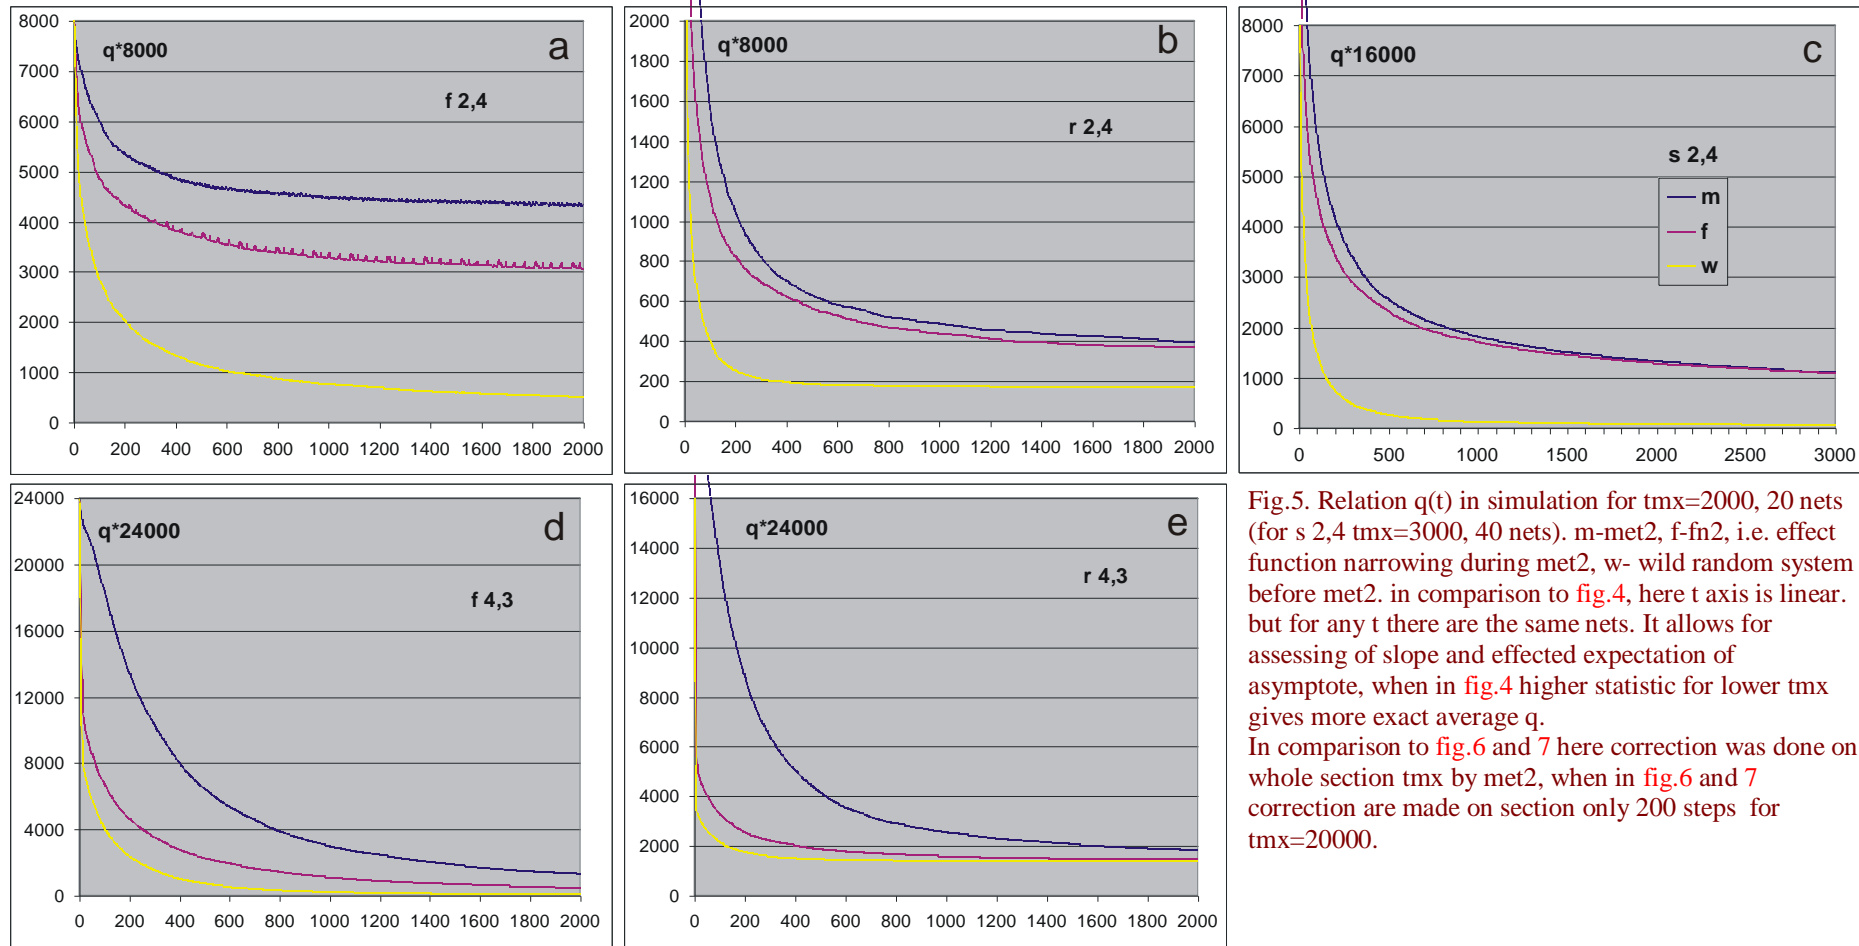 8000
7000
6000
5000
4000
3000
2000
1000
0
q*8000
a
f 2,4
0 200 400 600 800 1000 1200 1400 1600 1800 2000
2000
1800
1600
1400
1200
1000
800
600
400
200
0
q*8000
b
r 2,4
0 200 400 600 800 1000 1200 1400 1600 1800 2000
8000
7000
6000
5000
4000
3000
2000
1000
0
q*16000
c
s 2,4
m
f
w
0 500 1000 1500 2000 2500 3000
24000
20000
16000
12000
8000
4000
0
q*24000
d
f 4,3
0 200 400 600 800 1000 1200 1400 1600 1800 2000
16000
14000
12000
10000
8000
6000
4000
2000
0
q*24000
e
r 4,3
0 200 400 600 800 1000 1200 1400 1600 1800 2000
Fig.5. Relation q(t) in simulation for tmx=2000, 20 nets
(for s 2,4 tmx=3000, 40 nets). m-met2, f-fn2, i.e. effect
function narrowing during met2, w- wild random system
before met2. in comparison to fig.4, here t axis is linear.
but for any t there are the same nets. It allows for
assessing of slope and effected expectation of
asymptote, when in fig.4 higher statistic for lower tmx
gives more exact average q.
In comparison to fig.6 and 7 here correction was done on
whole section tmx by met2, when in fig.6 and 7
correction are made on section only 200 steps for
tmx=20000.